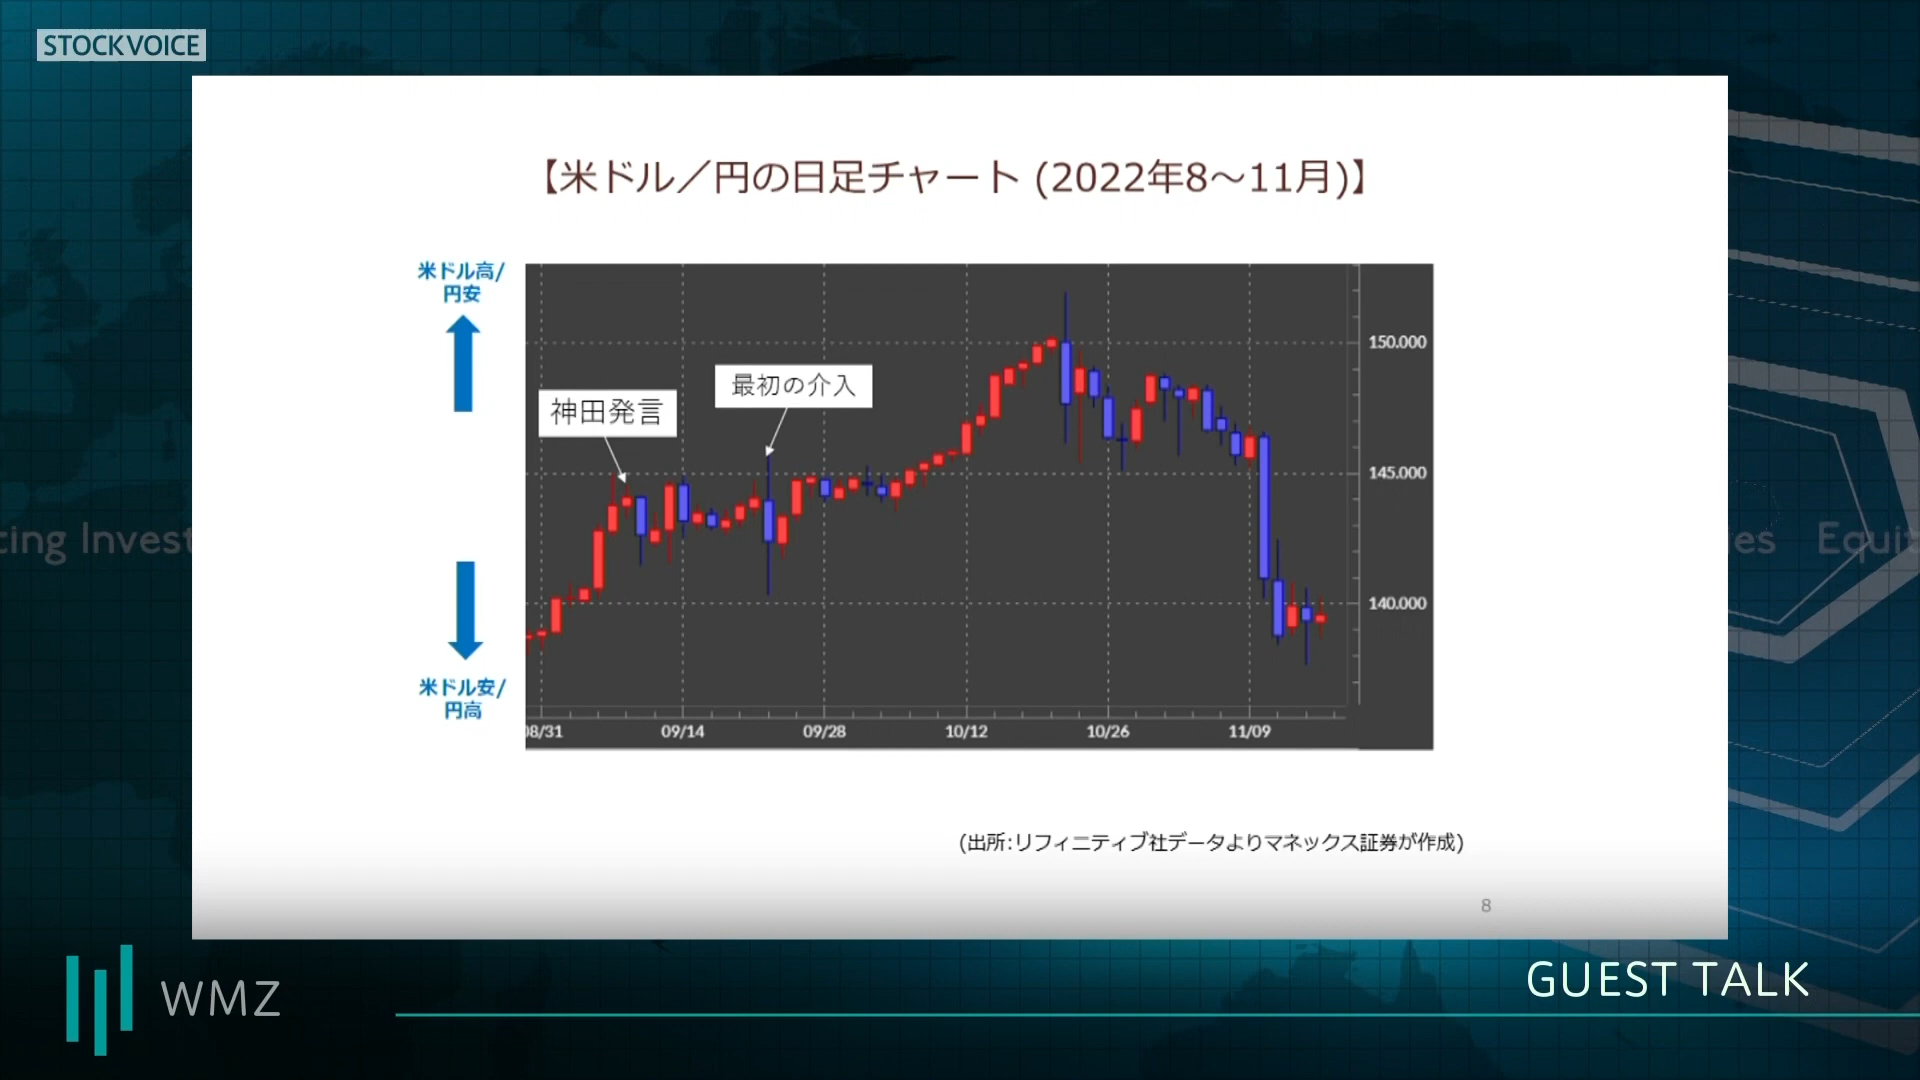 STOCKVOICE
【米ドル／円の日足チャート (2022年8～11月)】
米ドル高/
円安
神田発言
最初の介入
150.000
145.000
140.000
米ドル安/
円高
08/31
09/14
09/28
10/12
10/26
11/09
(出所:リフィニティブ社データよりマネックス証券が作成)
8
cing Invest
Equit
WMZ
GUEST TALK